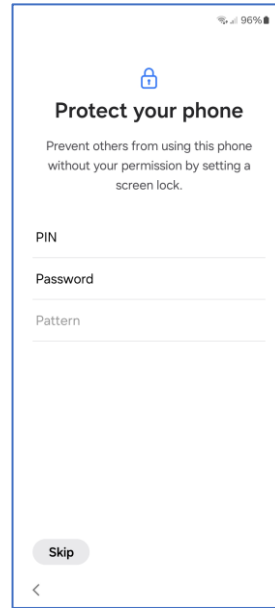 96%
Protect your phone
Prevent others from using this phone
without your permission by setting a
screen lock.
PIN
Password
Pattern
Skip